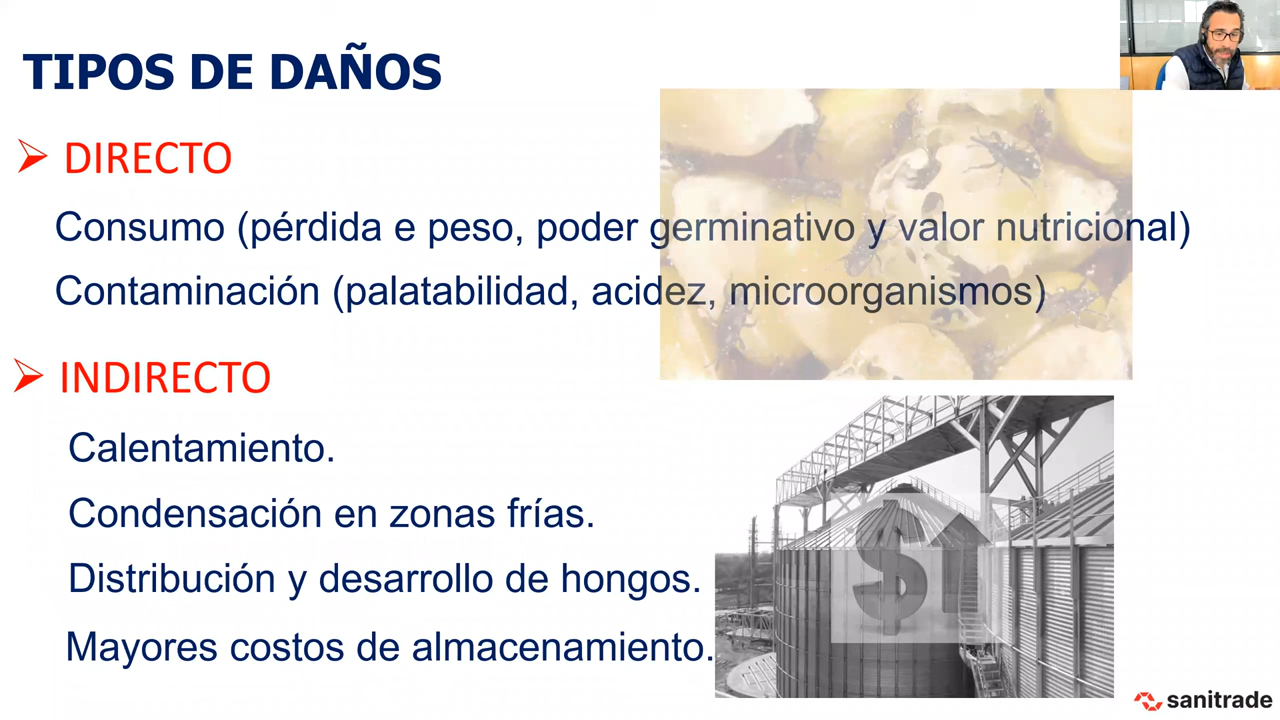 TIPOS DE DAÑOS
DIRECTO
Consumo (pérdida e peso, poder germinativo y valor nutricional)
Contaminación (palatabilidad, acidez, microorganismos)
INDIRECTO
Calentamiento.
Condensación en zonas frías.
Distribución y desarrollo de hongos.
Mayores costos de almacenamiento.
$
sanitrade